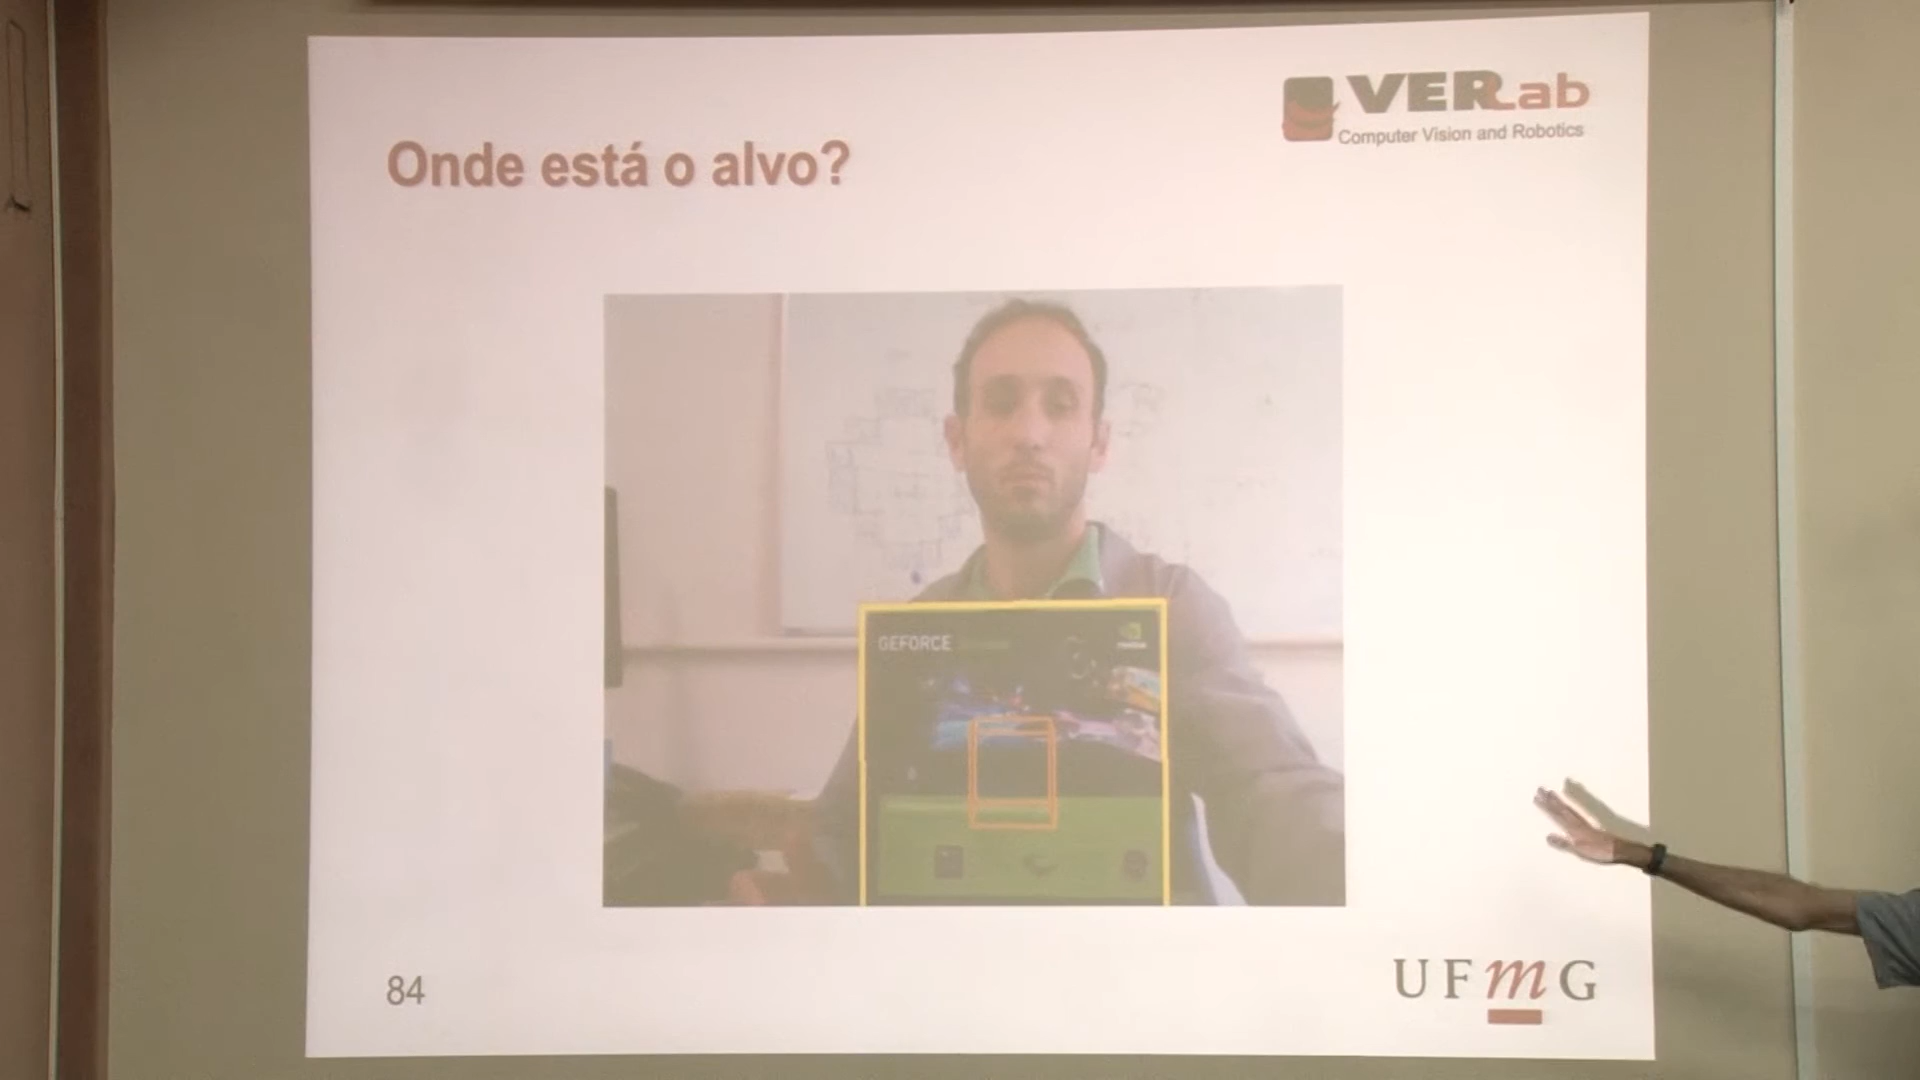 VERLab
Computer Vision and Robotics
Onde está o alvo?
GEFORCE
84
UFmG